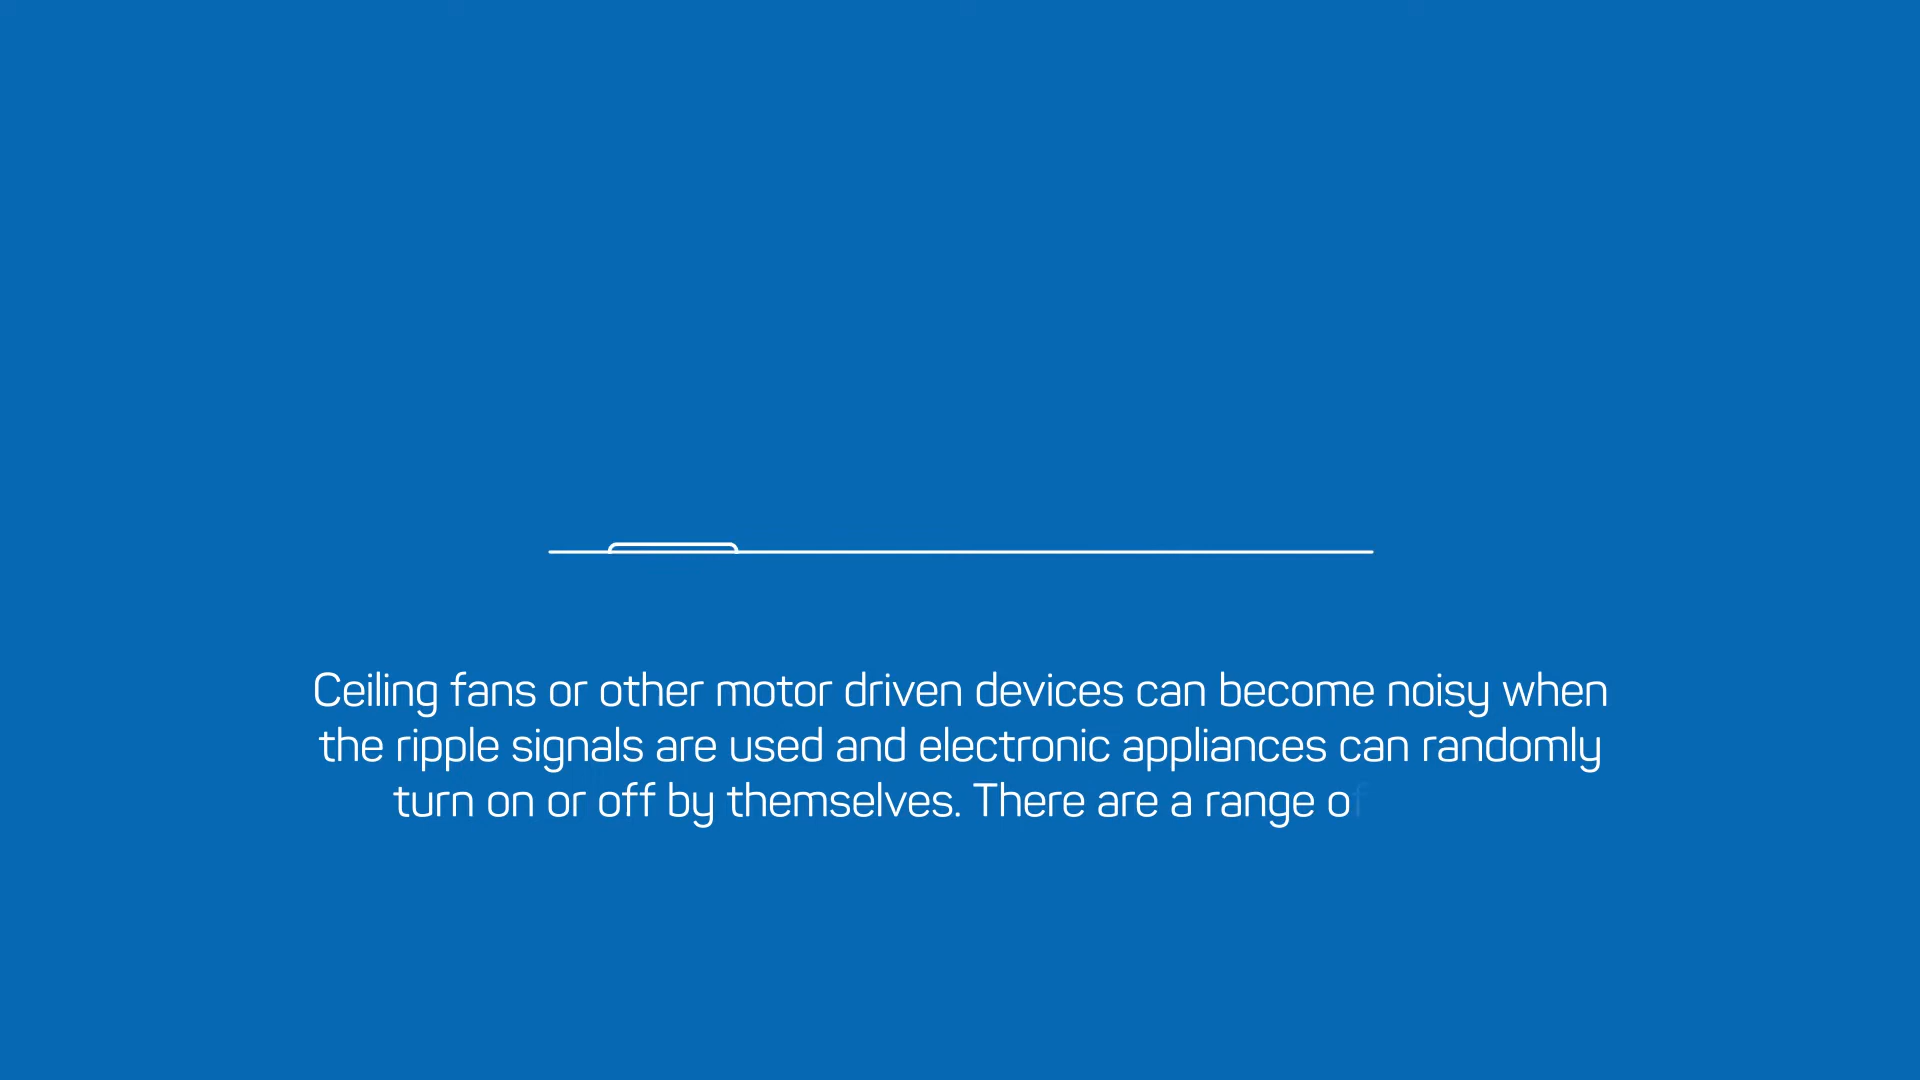 Ceiling fans or other motor driven devices can become noisy when
the ripple signals are used and electronic appliances can randomly
turn on or off by themselves. There are a range of